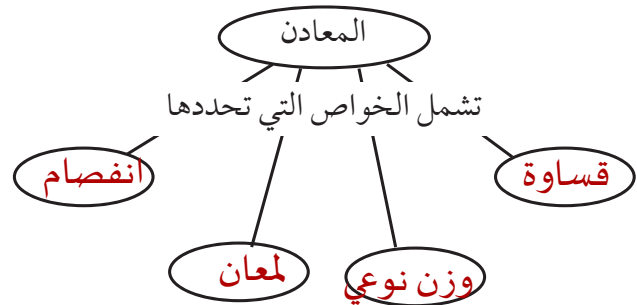 المعادن
تشمل الخواص التي تحددها
قساوة
انفصام
وزن نوعي
لمعان